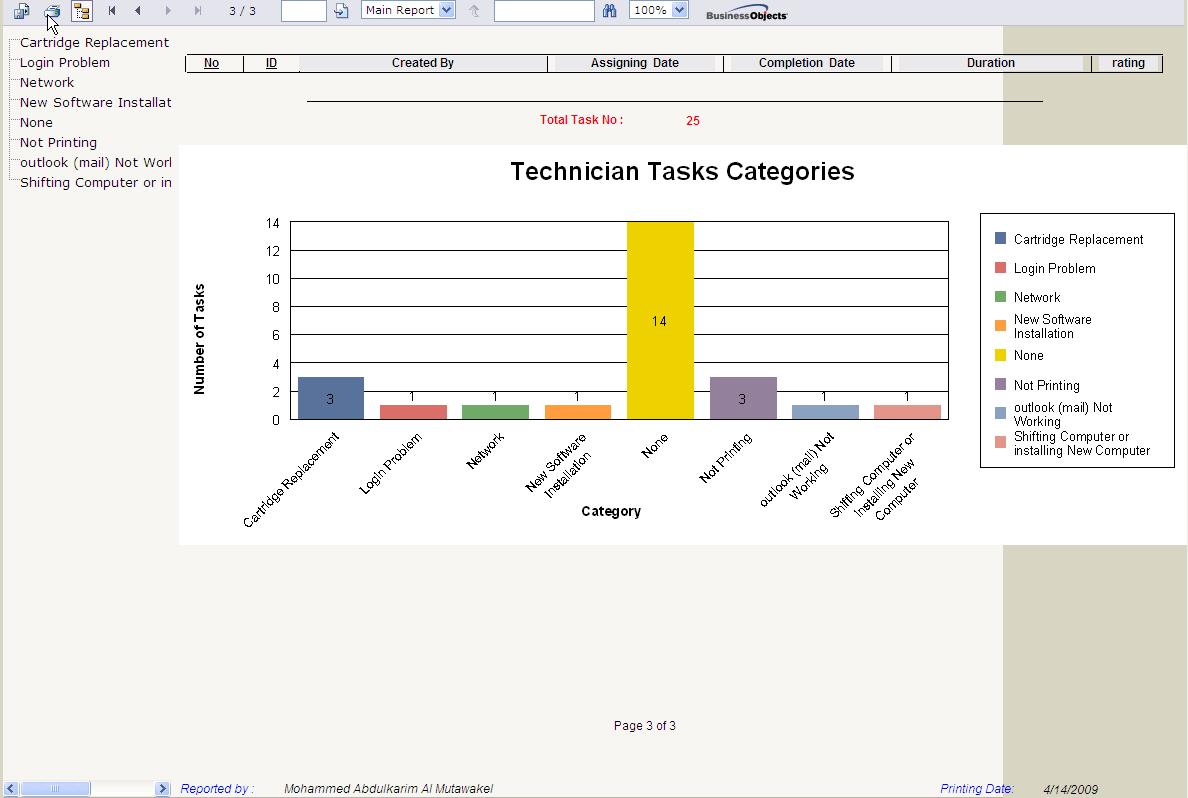 3 / 3 Main Report 100% BusinessObjects
Cartridge Replacement
Login Problem
Network
New Software Installat
None
Not Printing
outlook (mail) Not Worl
Shifting Computer or in
No ID Created By Assigning Date Completion Date Duration rating
Total Task No : 25
Technician Tasks Categories
Number of Tasks
14
12
10
8
6
4
2
0
3 1 1 1 14 3 1 1
Cartridge Replacement
Login Problem
Network
New Software
Installation
None
Not Printing
outlook (mail) Not
Working
Shifting Computer or
installing New
Computer
Category
Cartridge Replacement
Login Problem
Network
New Software
Installation
None
Not Printing
outlook (mail) Not
Working
Shifting Computer or
installing New Computer
Page 3 of 3
Reported by : Mohammed Abdulkarim Al Mutawakel Printing Date: 4/14/2009